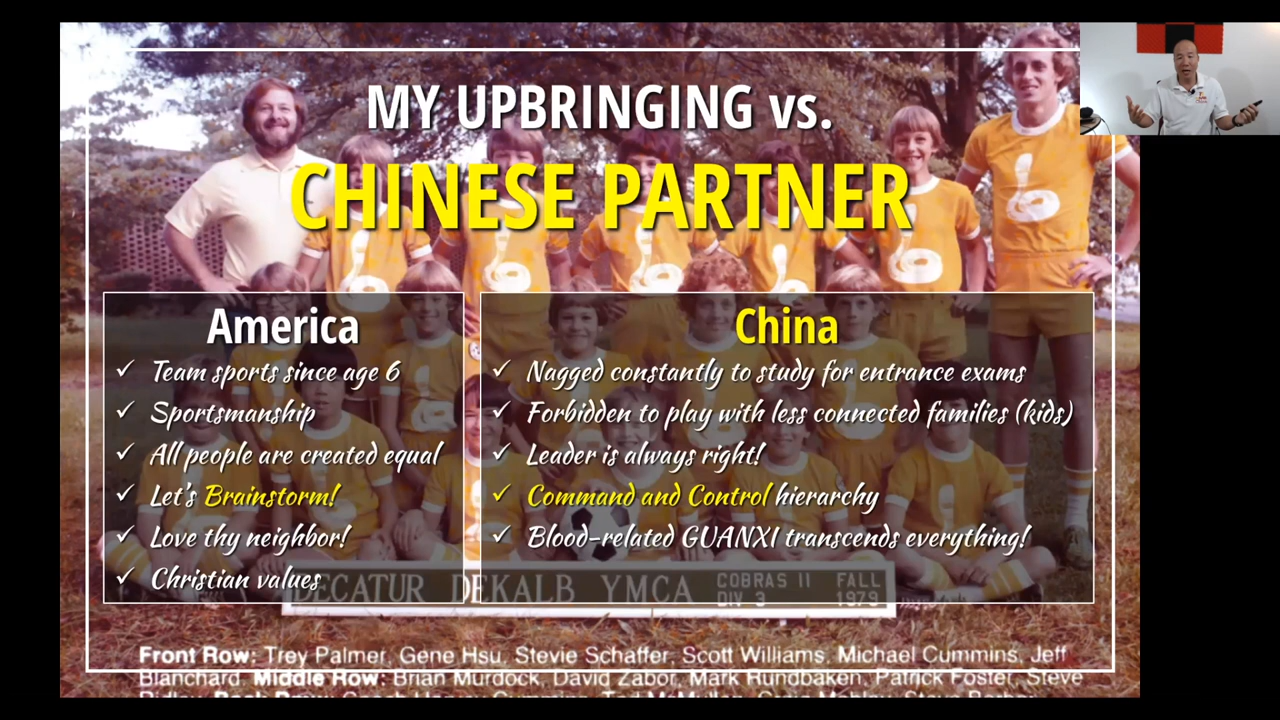 MY UPBRINGING vs.
CHINESE PARTNER
America
✓ Team sports since age 6
✓ Sportsmanship
✓ All people are created equal
✓ Let's Brainstorm!
✓ Love thy neighbor!
✓ Christian values
China
✓ Nagged constantly to study for entrance exams
✓ Forbidden to play with less connected families (kids)
✓ Leader is always right!
✓ Command and Control hierarchy
✓ Blood-related GUANXI transcends everything!
DECATUR DEKALB YMCA
COBRAS II FALL
DIV 3 1979
Front Row: Trey Palmer, Gene Hsu, Stevie Schaffer, Scott Williams, Michael Cummins, Jeff
Blanchard, Middle Row: Brian Murdock, David Zabor, Mark Rundbaken, Patrick Foster, Steve